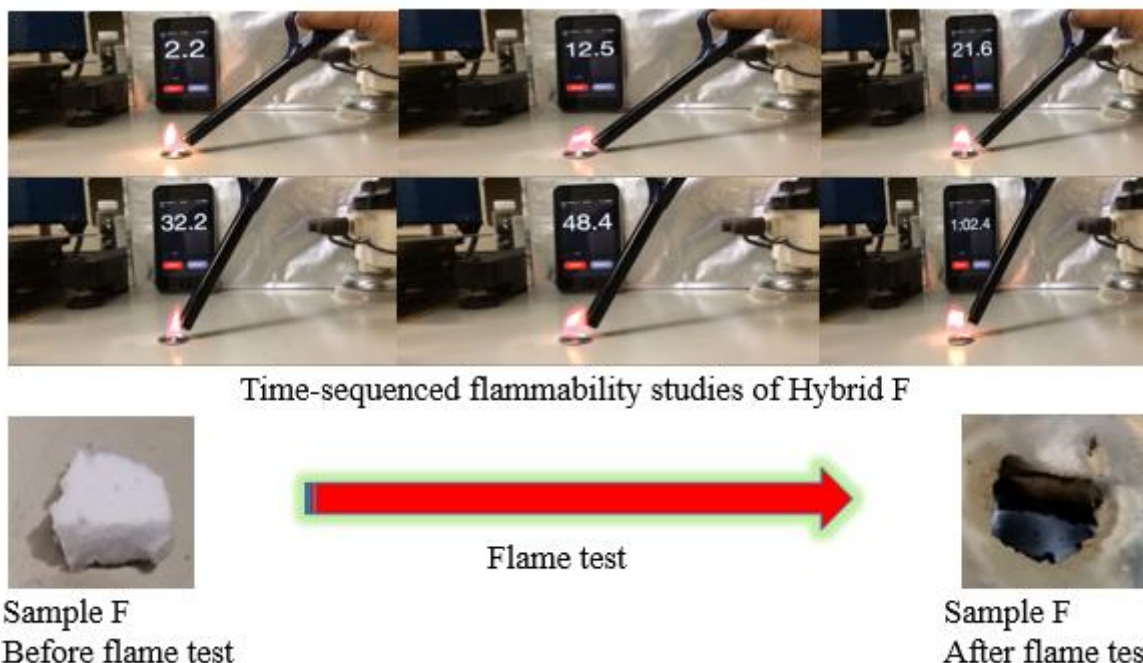 2.2
12.5
21.6
32.2
48.4
1:02.4
Time-sequenced flammability studies of Hybrid F
Flame test
Sample F
Before flame test
Sample F
After flame tes